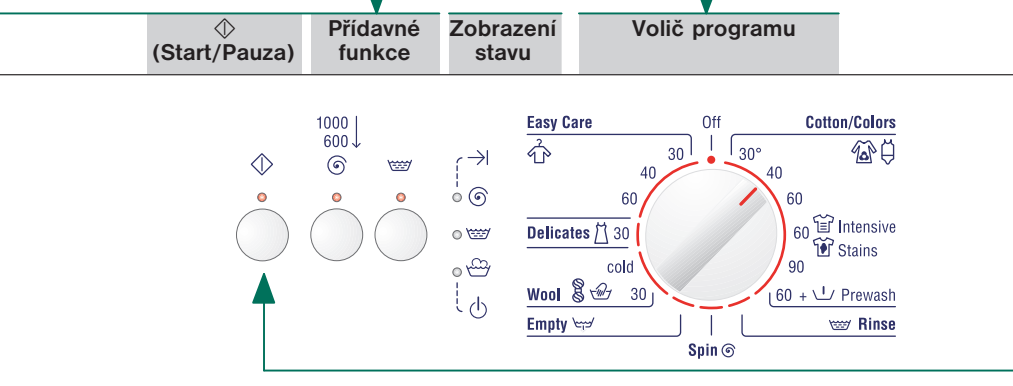 (Start/Pauza)
Přídavné
funkce
Zobrazení
stavu
Volič programu
1000
600
Easy Care
Off
Cotton/Colors
30
30°
40
40
60
60
Delicates
30
60
Intensive
Stains
cold
90
Wool
30
60 + Prewash
Empty
Rinse
Spin